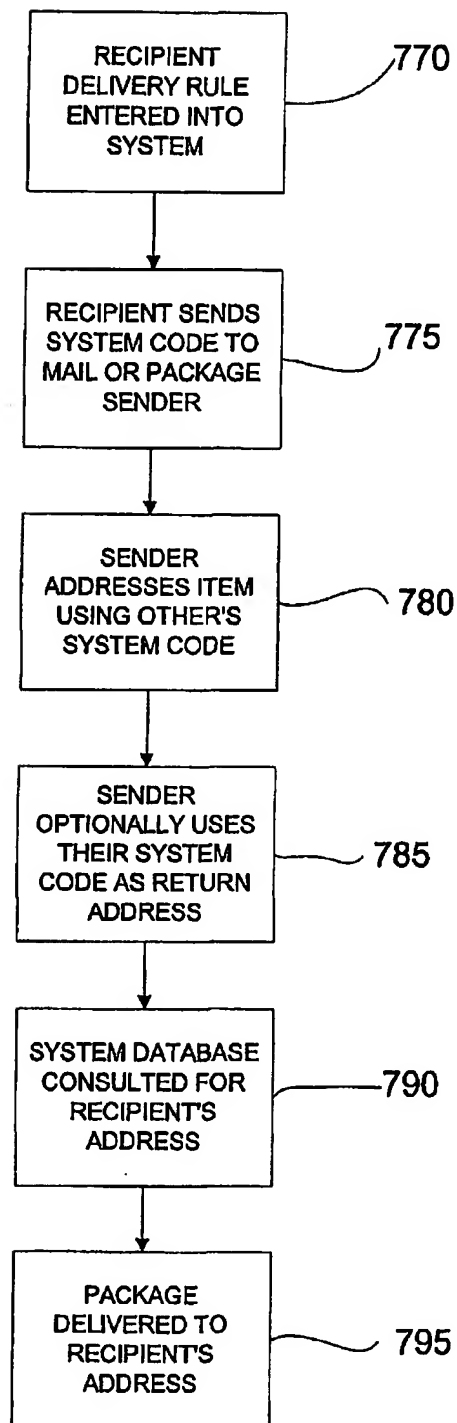 RECIPIENT
DELIVERY RULE
ENTERED INTO
SYSTEM
770
RECIPIENT SENDS
SYSTEM CODE TO
MAIL OR PACKAGE
SENDER
775
SENDER
ADDRESSES ITEM
USING OTHER'S
SYSTEM CODE
780
SENDER
OPTIONALLY USES
THEIR SYSTEM
CODE AS RETURN
ADDRESS
785
SYSTEM DATABASE
CONSULTED FOR
RECIPIENT'S
ADDRESS
790
PACKAGE
DELIVERED TO
RECIPIENT'S
ADDRESS
795